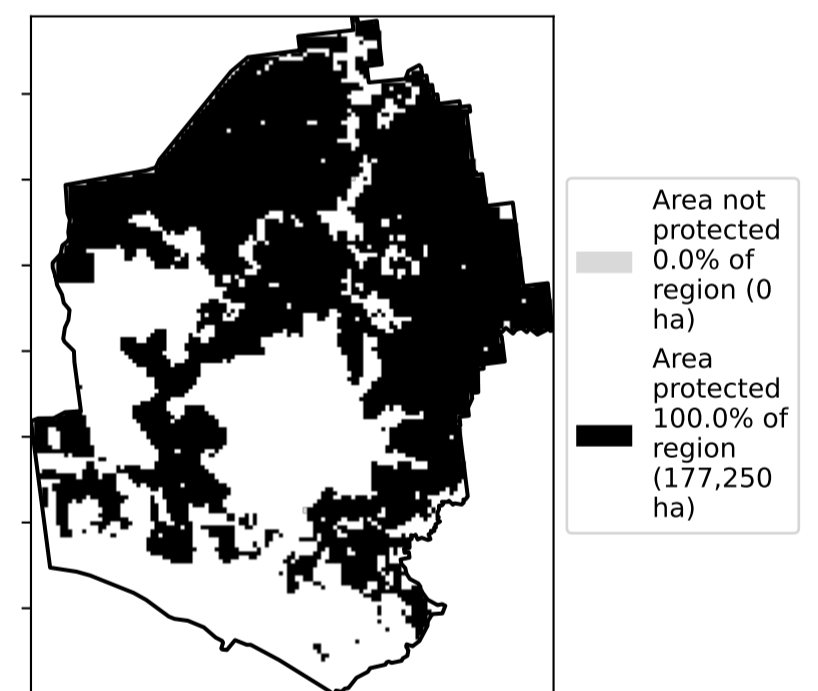 Area not
protected
0.0% of
region (0
ha)
Area
protected
100.0% of
region
(177,250
ha)